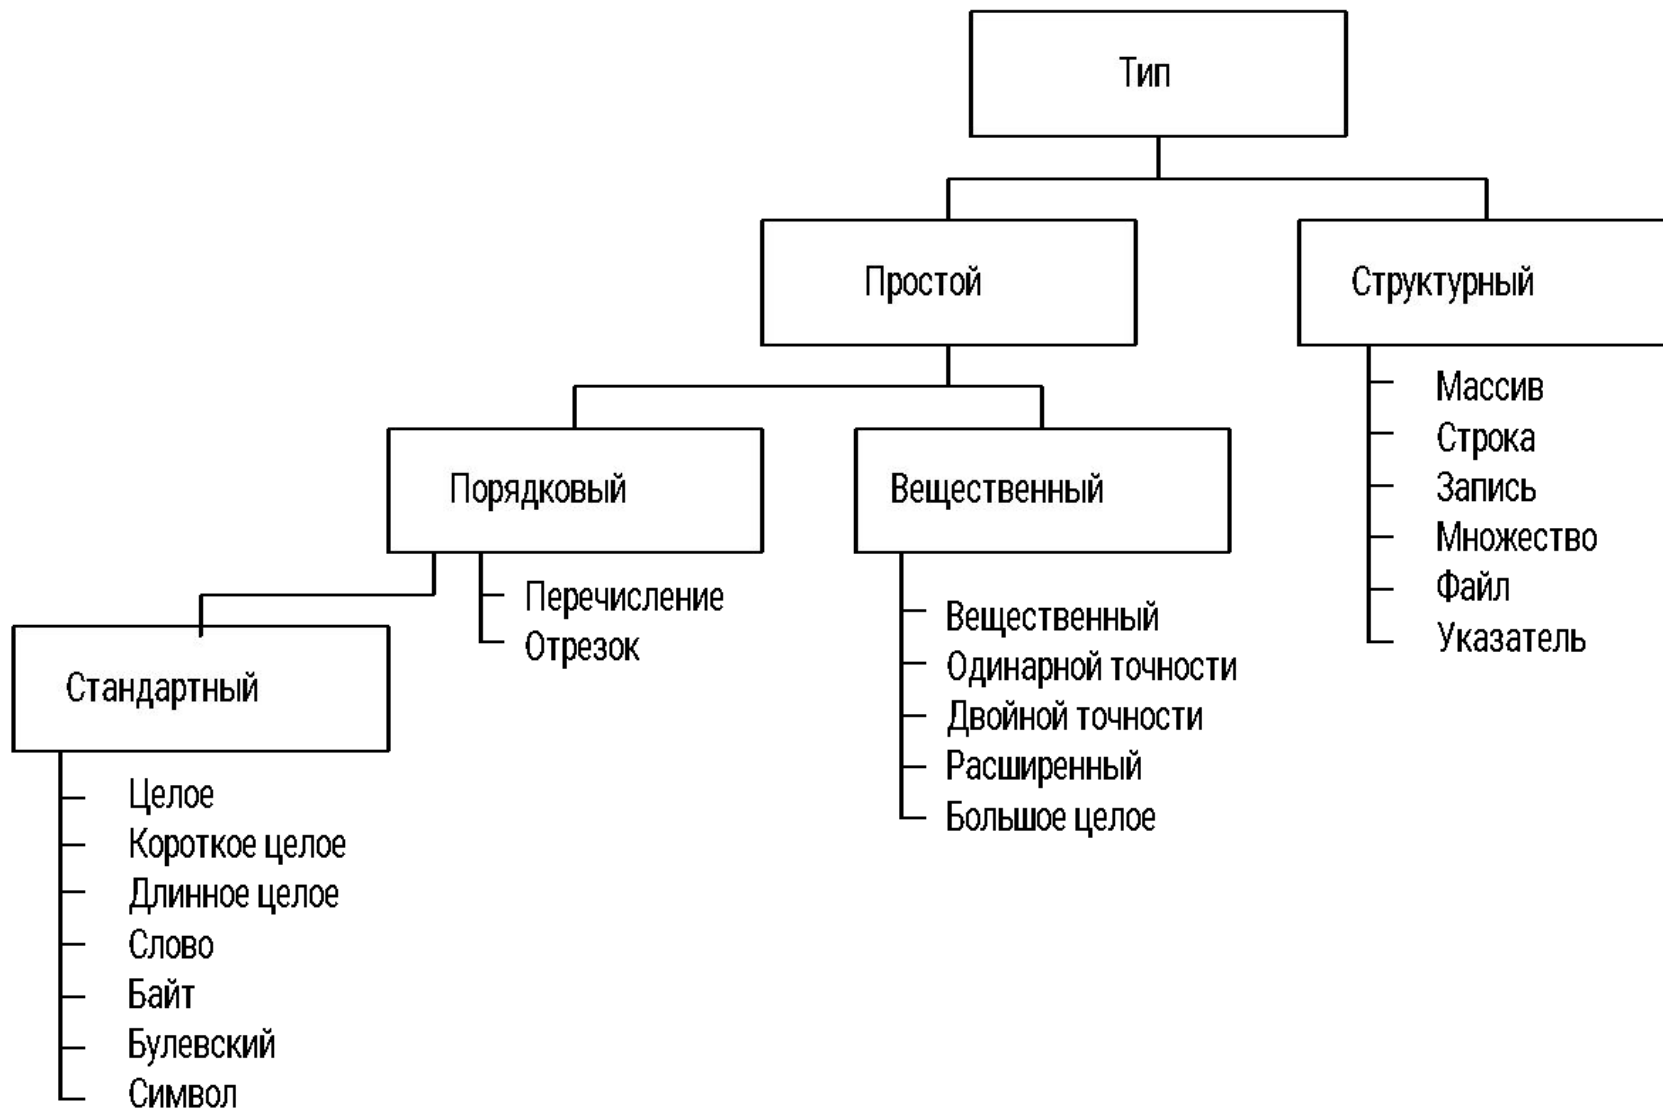 Тип
Простой
Структурный
Массив
Строка
Запись
Множество
Файл
Указатель
Порядковый
Вещественный
Перечисление
Отрезок
Вещественный
Одинарной точности
Двойной точности
Расширенный
Большое целое
Стандартный
Целое
Короткое целое
Длинное целое
Слово
Байт
Булевский
Символ